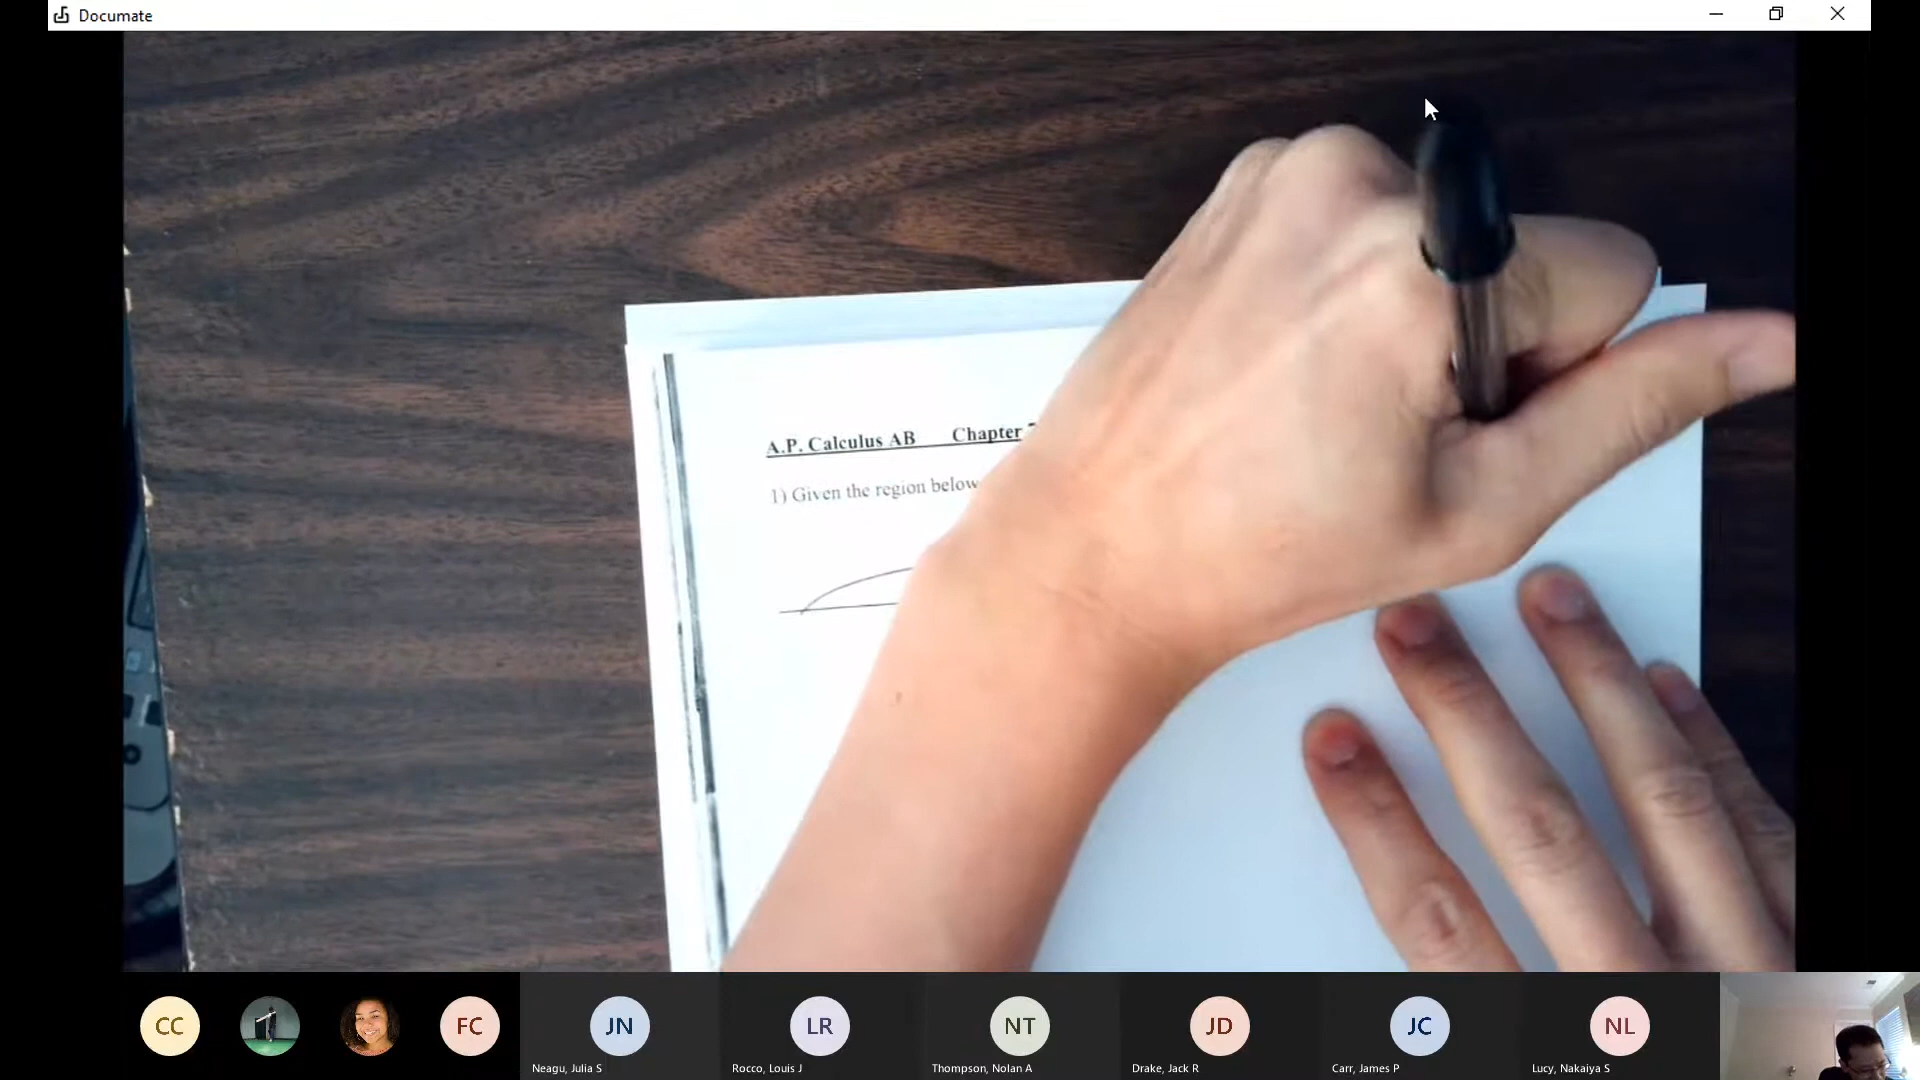 Documate
A.P. Calculus AB Chapter
1) Given the region below
CC
FC
JN
LR
NT
JD
JC
NL
Neagu, Julia S
Rocco, Louis J
Thompson, Nolan A
Drake, Jack R
Carr, James P
Lucy, Nakaiya S